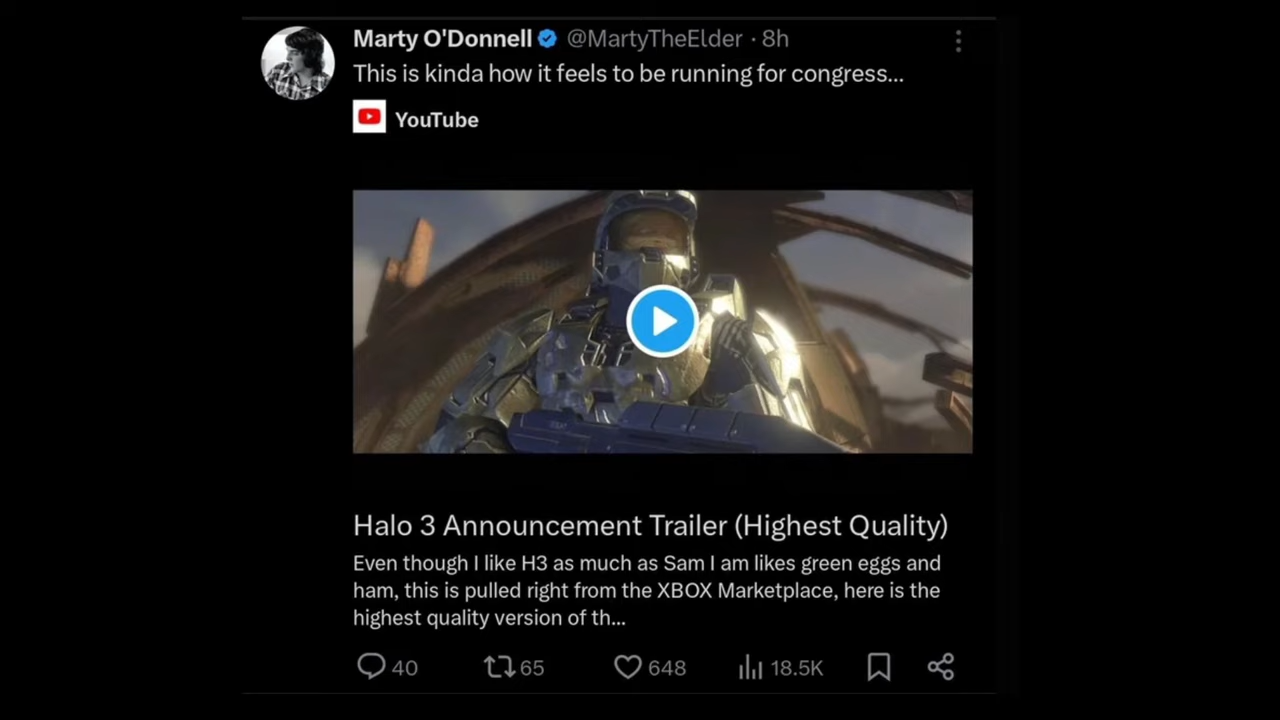 Marty O'Donnell @MartyTheElder · 8h
This is kinda how it feels to be running for congress...
YouTube
Halo 3 Announcement Trailer (Highest Quality)
Even though I like H3 as much as Sam I am likes green eggs and
ham, this is pulled right from the XBOX Marketplace, here is the
highest quality version of th...
40 65 648 18.5K